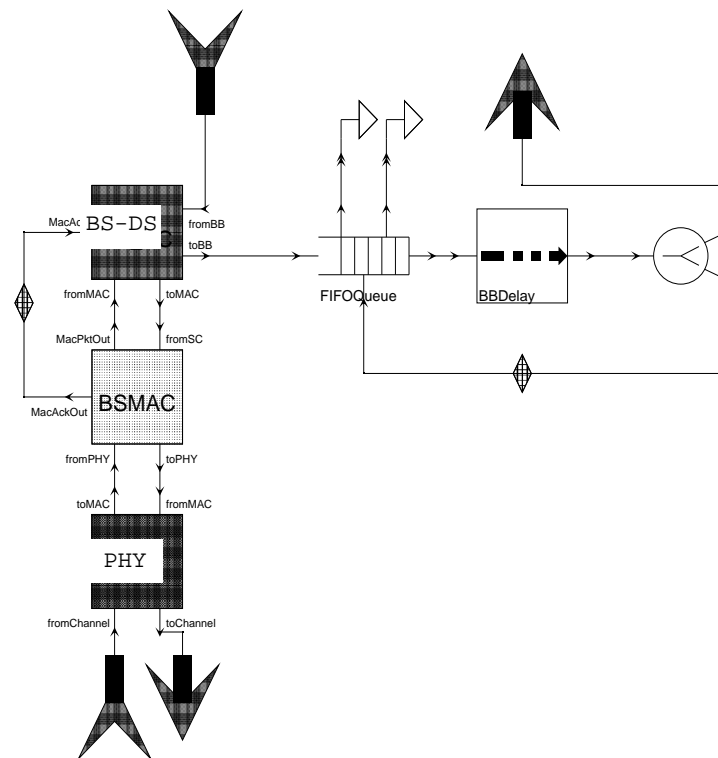 MacAc
BS-DS
C
fromBB
toBB
fromMAC
toMAC
FIFOQueue
BBDelay
MacPktOut
fromSC
BSMAC
MacAckOut
fromPHY
toPHY
toMAC
fromMAC
PHY
fromChannel
toChannel